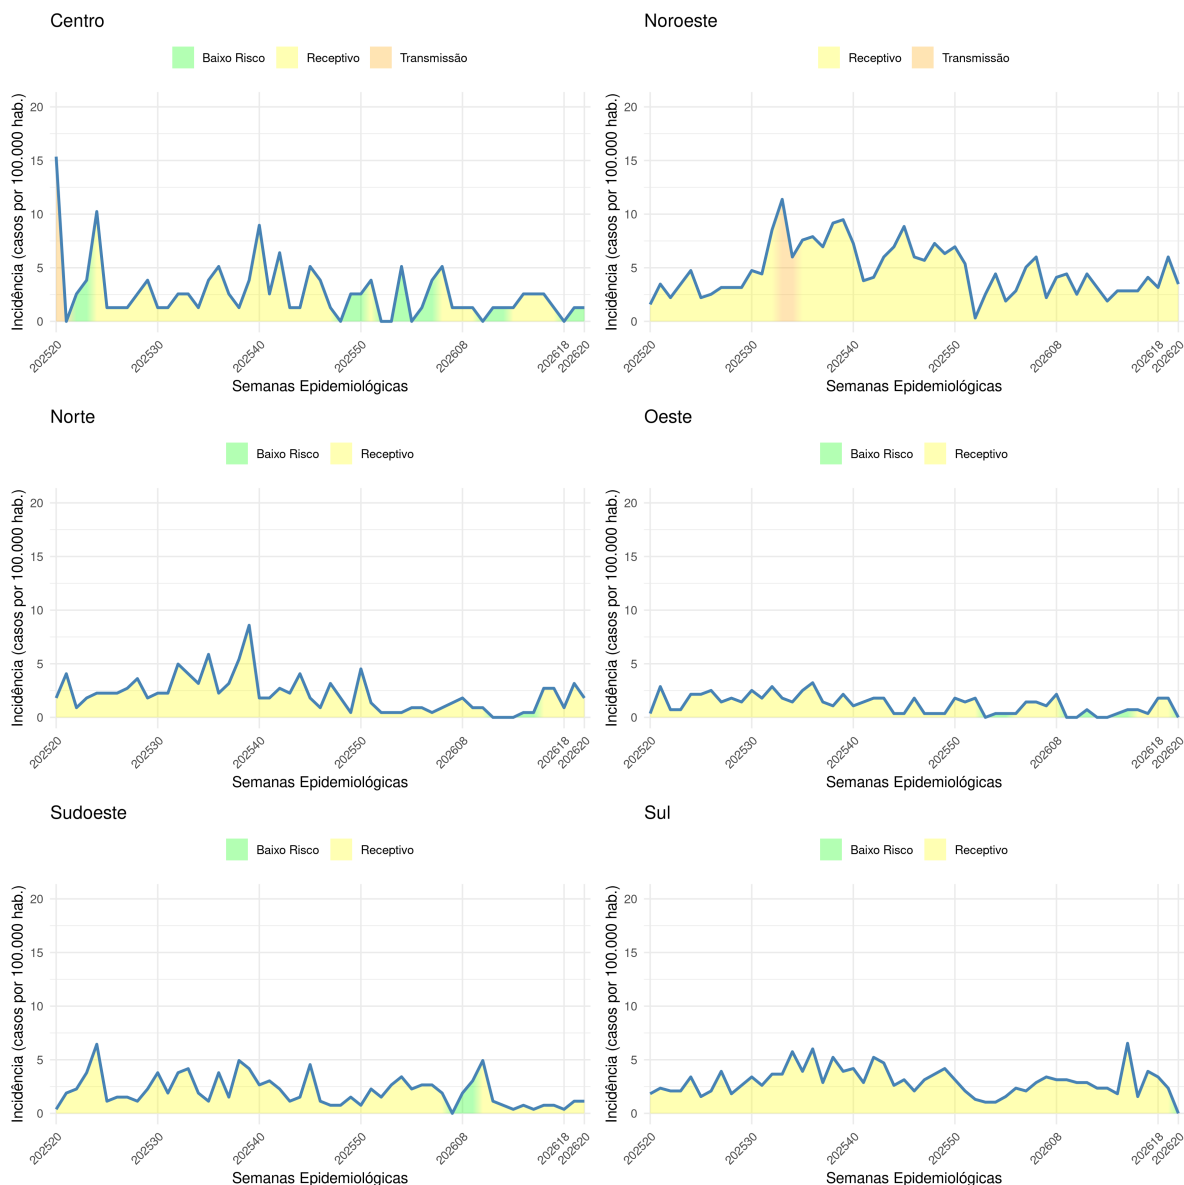 Centro
Baixo Risco Receptivo Transmissão
Incidência (casos por 100.000 hab.)
20
15
10
5
0
202520 202530 202540 202550 202608 202618 202620
Semanas Epidemiológicas
Noroeste
Receptivo Transmissão
Incidência (casos por 100.000 hab.)
20
15
10
5
0
202520 202530 202540 202550 202608 202618 202620
Semanas Epidemiológicas
Norte
Baixo Risco Receptivo
Incidência (casos por 100.000 hab.)
20
15
10
5
0
202520 202530 202540 202550 202608 202618 202620
Semanas Epidemiológicas
Oeste
Baixo Risco Receptivo
Incidência (casos por 100.000 hab.)
20
15
10
5
0
202520 202530 202540 202550 202608 202618 202620
Semanas Epidemiológicas
Sudoeste
Baixo Risco Receptivo
Incidência (casos por 100.000 hab.)
20
15
10
5
0
202520 202530 202540 202550 202608 202618 202620
Semanas Epidemiológicas
Sul
Baixo Risco Receptivo
Incidência (casos por 100.000 hab.)
20
15
10
5
0
202520 202530 202540 202550 202608 202618 202620
Semanas Epidemiológicas